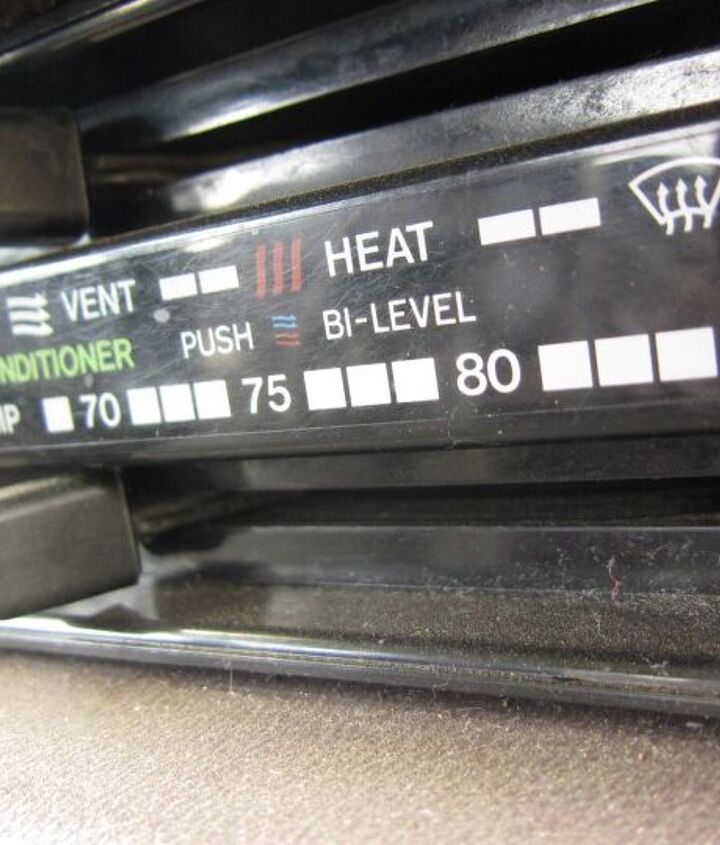 VENT HEAT
NDITIONER PUSH BI-LEVEL
70 75 80